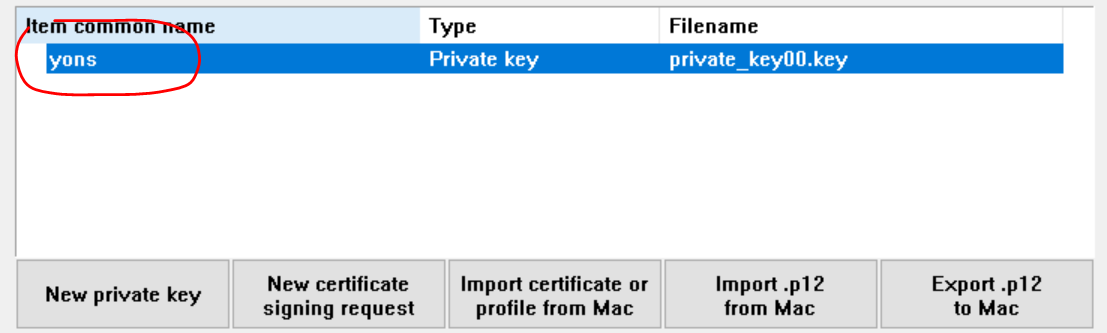 Item common name Type Filename
yons Private key private_key00.key
New private key
New certificate
signing request
Import certificate or
profile from Mac
Import .p12
from Mac
Export .p12
to Mac